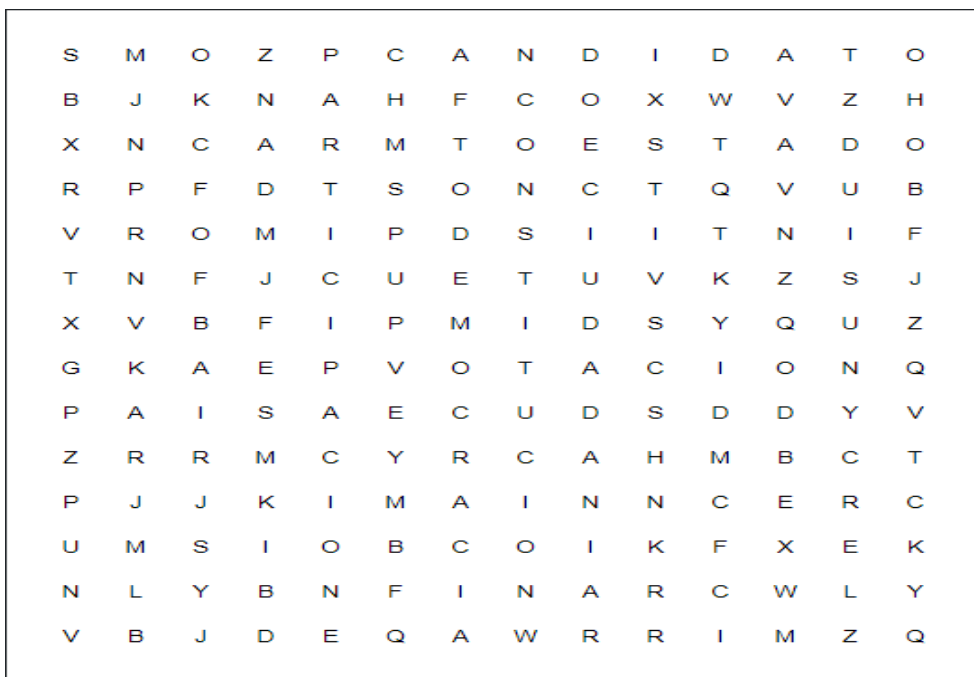 S M O Z P C A N D I D A T O
B J K N A H F C O X W V Z H
X N C A R M T O E S T A D O
R P F D T S O N C T Q V U B
V R O M I P D S I I T N I F
T N F J C U E T U V K Z S J
X V B F I P M I D S Y Q U Z
G K A E P V O T A C I O N Q
P A I S A E C U D S D D Y V
Z R R M C Y R C A H M B C T
P J J K I M A I N N C E R C
U M S I O B C O I K F X E K
N L Y B N F I N A R C W L Y
V B J D E Q A W R R I M Z Q